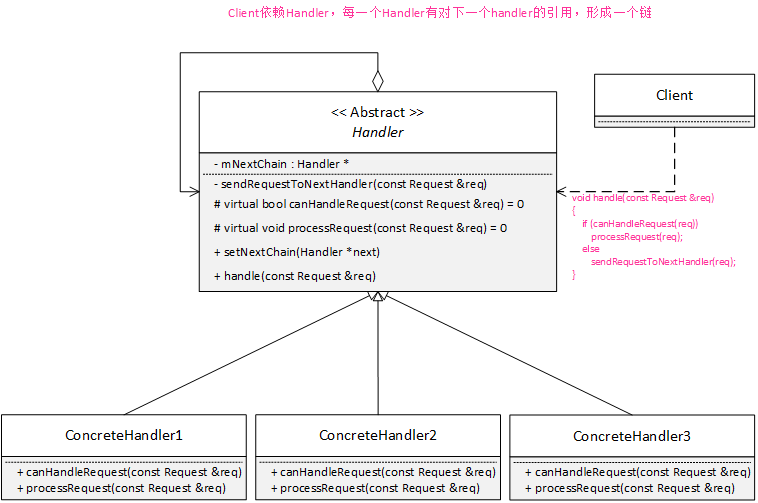 Client依赖Handler，每一个Handler有对下一个handler的引用，形成一个链
<< Abstract >>
Handler
- mNextChain : Handler *
- sendRequestToNextHandler(const Request &req)
# virtual bool canHandleRequest(const Request &req) = 0
# virtual void processRequest(const Request &req) = 0
+ setNextChain(Handler *next)
+ handle(const Request &req)
Client
void handle(const Request &req)
{
if (canHandleRequest(req))
processRequest(req);
else
sendRequestToNextHandler(req);
}
ConcreteHandler1
+ canHandleRequest(const Request &req)
+ processRequest(const Request &req)
ConcreteHandler2
+ canHandleRequest(const Request &req)
+ processRequest(const Request &req)
ConcreteHandler3
+ canHandleRequest(const Request &req)
+ processRequest(const Request &req)